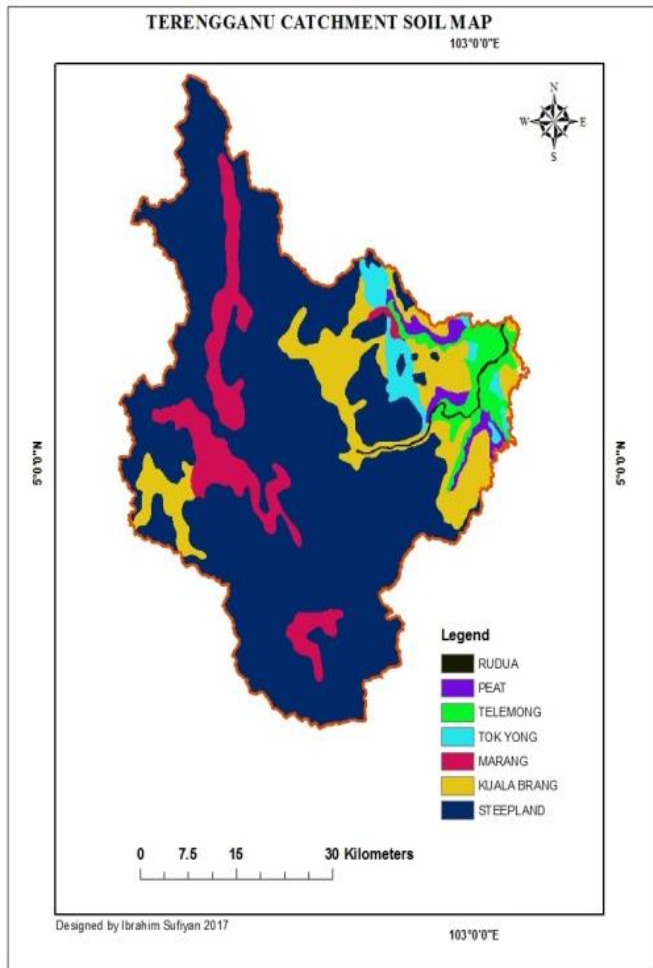 TERENGGANU CATCHMENT SOIL MAP
103°0'0"E
N
W E
S
5°0'0"N
5°0'0"N
Legend
RUDUA
PEAT
TELEMONG
TOK YONG
MARANG
KUALA BRANG
STEEPLAND
0 7.5 15 30 Kilometers
Designed by Ibrahim Sufiyan 2017
103°0'0"E